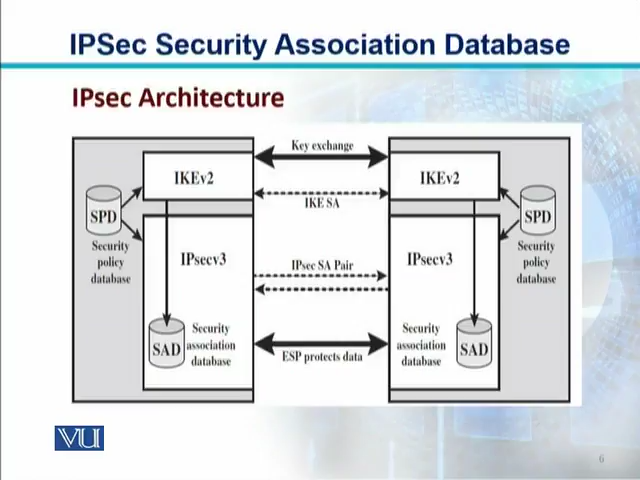 IPSec Security Association Database
IPsec Architecture
Key exchange
IKEv2
IKEv2
IKE SA
SPD
SPD
Security
policy
database
Security
policy
database
IPsecv3
IPsecv3
IPsec SA Pair
SAD
Security
association
database
Security
association
database
SAD
ESP protects data
VU
6